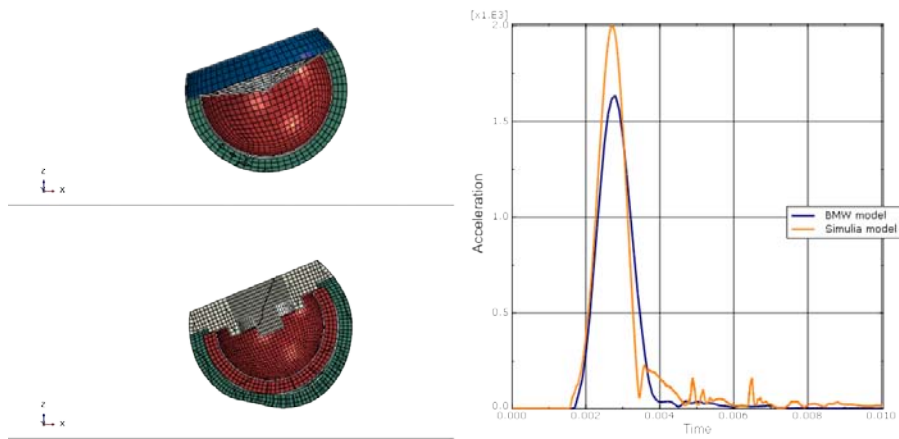 [x1.E3]
2.0
1.5
1.0
0.5
0.0
Acceleration
BMW model
Simulia model
0.000
0.002
0.004
0.006
0.008
0.010
Time
Z
Y
X
Z
X